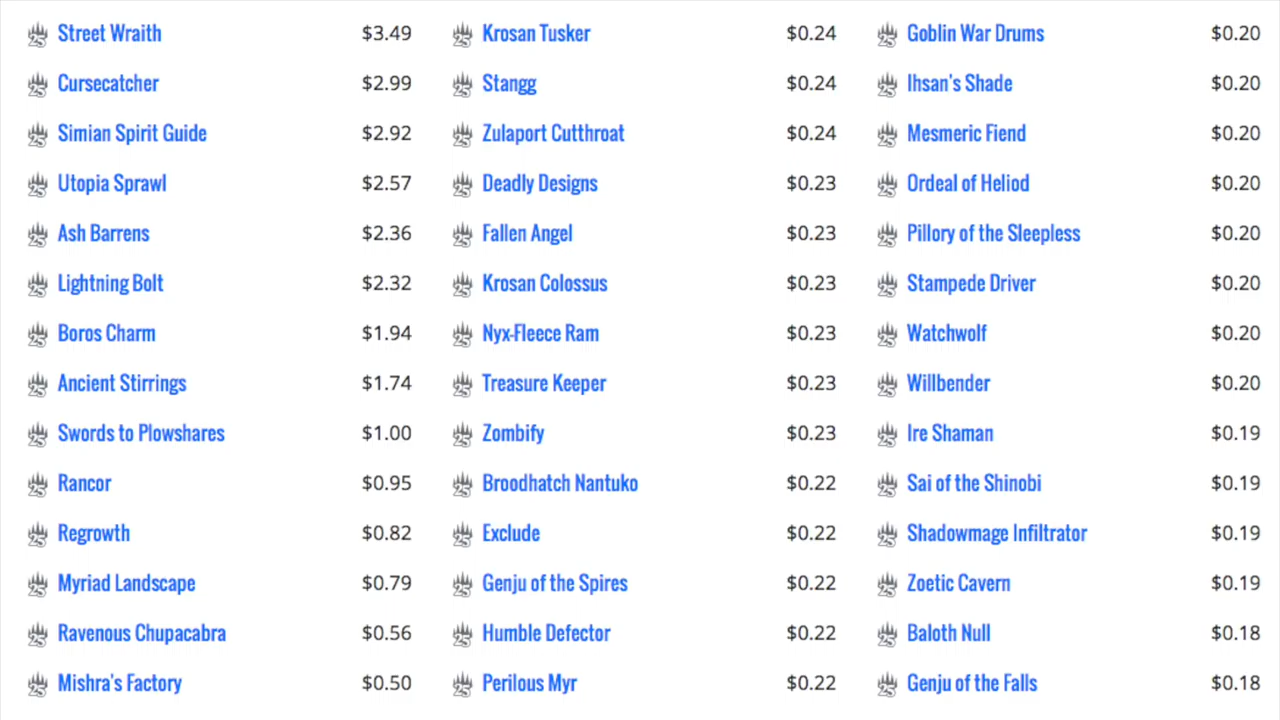 Street Wraith $3.49
Cursecatcher $2.99
Simian Spirit Guide $2.92
Utopia Sprawl $2.57
Ash Barrens $2.36
Lightning Bolt $2.32
Boros Charm $1.94
Ancient Stirrings $1.74
Swords to Plowshares $1.00
Rancor $0.95
Regrowth $0.82
Myriad Landscape $0.79
Ravenous Chupacabra $0.56
Mishra's Factory $0.50
Krosan Tusker $0.24
Stangg $0.24
Zulaport Cutthroat $0.24
Deadly Designs $0.23
Fallen Angel $0.23
Krosan Colossus $0.23
Nyx-Fleece Ram $0.23
Treasure Keeper $0.23
Zombify $0.23
Broodhatch Nantuko $0.22
Exclude $0.22
Genju of the Spires $0.22
Humble Defector $0.22
Perilous Myr $0.22
Goblin War Drums $0.20
Ihsan's Shade $0.20
Mesmeric Fiend $0.20
Ordeal of Heliod $0.20
Pillory of the Sleepless $0.20
Stampede Driver $0.20
Watchwolf $0.20
Willbender $0.20
Ire Shaman $0.19
Sai of the Shinobi $0.19
Shadowmage Infiltrator $0.19
Zoetic Cavern $0.19
Baloth Null $0.18
Genju of the Falls $0.18